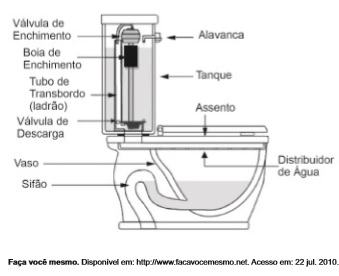 Válvula de
Enchimento
Boia de
Enchimento
Tubo de
Transbordo
(ladrão)
Válvula de
Descarga
Vaso
Sifão
Alavanca
Tanque
Assento
Distribuidor
de Água
Faça você mesmo. Disponível em: http://www.facavocemesmo.net. Acesso em: 22 jul. 2010.